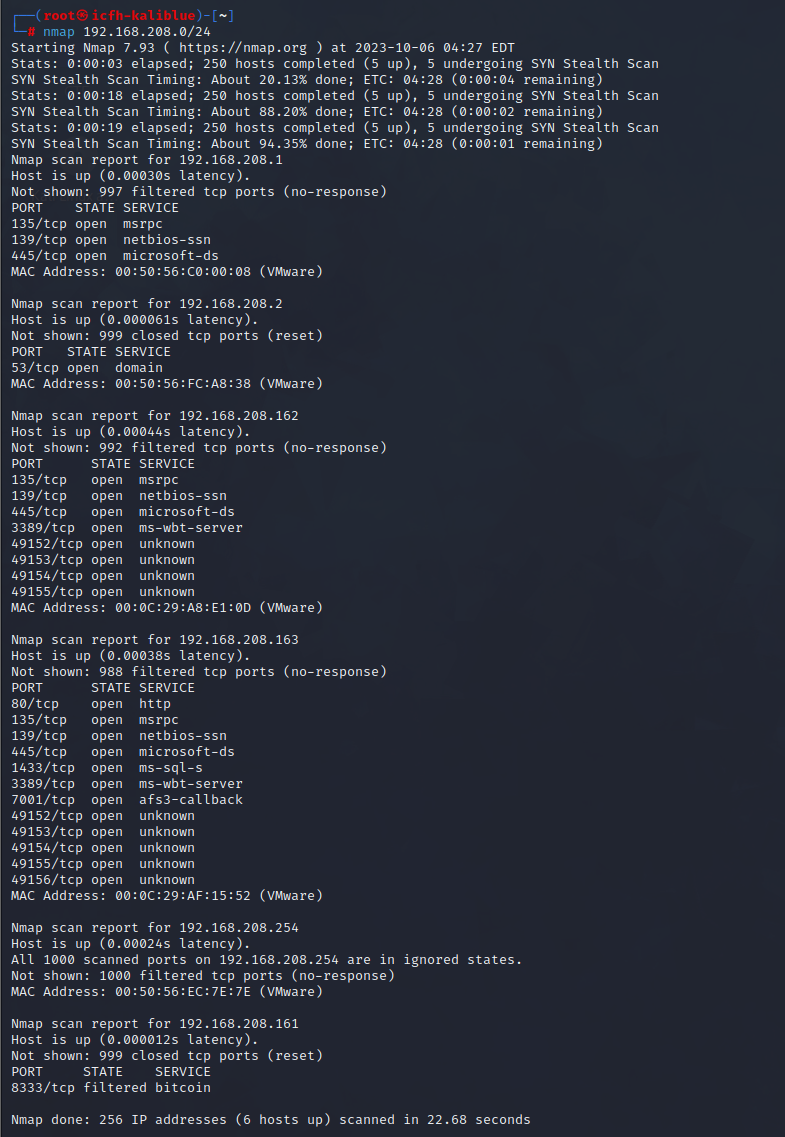 ┌──(root㉿icfh-kaliblue)-[~]
└─# nmap 192.168.208.0/24
Starting Nmap 7.93 ( https://nmap.org ) at 2023-10-06 04:27 EDT
Stats: 0:00:03 elapsed; 250 hosts completed (5 up), 5 undergoing SYN Stealth Scan
SYN Stealth Scan Timing: About 20.13% done; ETC: 04:28 (0:00:04 remaining)
Stats: 0:00:18 elapsed; 250 hosts completed (5 up), 5 undergoing SYN Stealth Scan
SYN Stealth Scan Timing: About 88.20% done; ETC: 04:28 (0:00:02 remaining)
Stats: 0:00:19 elapsed; 250 hosts completed (5 up), 5 undergoing SYN Stealth Scan
SYN Stealth Scan Timing: About 94.35% done; ETC: 04:28 (0:00:01 remaining)
Nmap scan report for 192.168.208.1
Host is up (0.00030s latency).
Not shown: 997 filtered tcp ports (no-response)
PORT    STATE SERVICE
135/tcp open  msrpc
139/tcp open  netbios-ssn
445/tcp open  microsoft-ds
MAC Address: 00:50:56:C0:00:08 (VMware)

Nmap scan report for 192.168.208.2
Host is up (0.000061s latency).
Not shown: 999 closed tcp ports (reset)
PORT   STATE SERVICE
53/tcp open  domain
MAC Address: 00:50:56:FC:A8:38 (VMware)

Nmap scan report for 192.168.208.162
Host is up (0.00044s latency).
Not shown: 992 filtered tcp ports (no-response)
PORT      STATE SERVICE
135/tcp   open  msrpc
139/tcp   open  netbios-ssn
445/tcp   open  microsoft-ds
3389/tcp  open  ms-wbt-server
49152/tcp open  unknown
49153/tcp open  unknown
49154/tcp open  unknown
49155/tcp open  unknown
MAC Address: 00:0C:29:A8:E1:0D (VMware)

Nmap scan report for 192.168.208.163
Host is up (0.00038s latency).
Not shown: 988 filtered tcp ports (no-response)
PORT      STATE SERVICE
80/tcp    open  http
135/tcp   open  msrpc
139/tcp   open  netbios-ssn
445/tcp   open  microsoft-ds
1433/tcp  open  ms-sql-s
3389/tcp  open  ms-wbt-server
7001/tcp  open  afs3-callback
49152/tcp open  unknown
49153/tcp open  unknown
49154/tcp open  unknown
49155/tcp open  unknown
49156/tcp open  unknown
MAC Address: 00:0C:29:AF:15:52 (VMware)

Nmap scan report for 192.168.208.254
Host is up (0.00024s latency).
All 1000 scanned ports on 192.168.208.254 are in ignored states.
Not shown: 1000 filtered tcp ports (no-response)
MAC Address: 00:50:56:EC:7E:7E (VMware)

Nmap scan report for 192.168.208.161
Host is up (0.000012s latency).
Not shown: 999 closed tcp ports (reset)
PORT     STATE    SERVICE
8333/tcp filtered bitcoin

Nmap done: 256 IP addresses (6 hosts up) scanned in 22.68 seconds